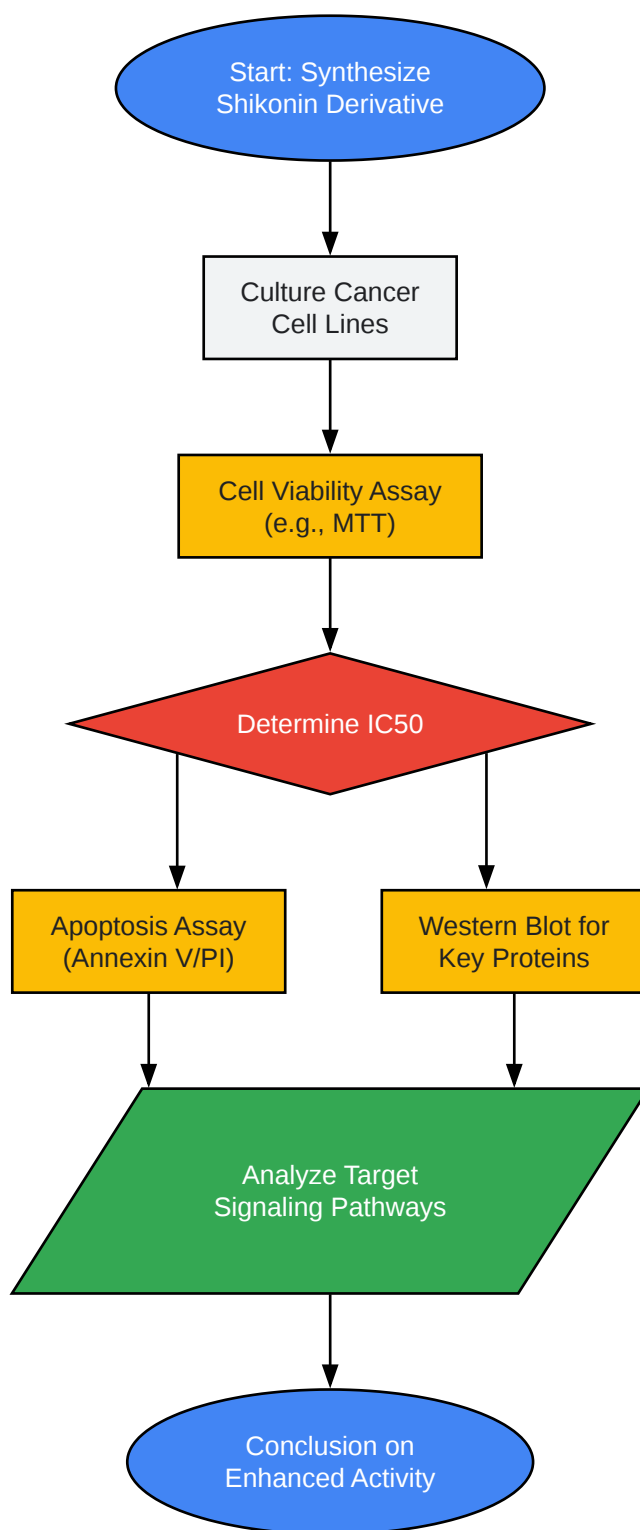 Start: Synthesize
Shikonin Derivative
Culture Cancer
Cell Lines
Cell Viability Assay
(e.g., MTT)
Determine IC50
Apoptosis Assay
(Annexin V/PI)
Western Blot for
Key Proteins
Analyze Target
Signaling Pathways
Conclusion on
Enhanced Activity